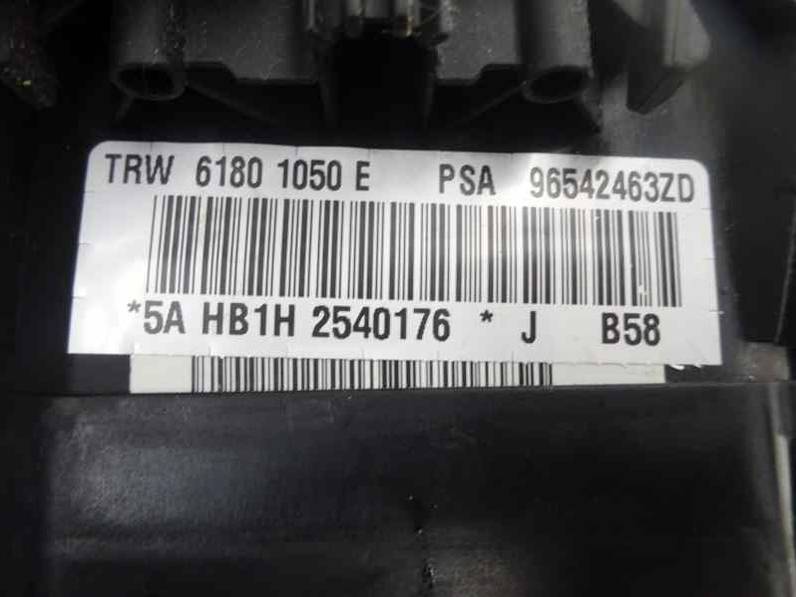 TRW 6180 1050 E PSA 96542463ZD
*5A HB1H 2540176 * J B58